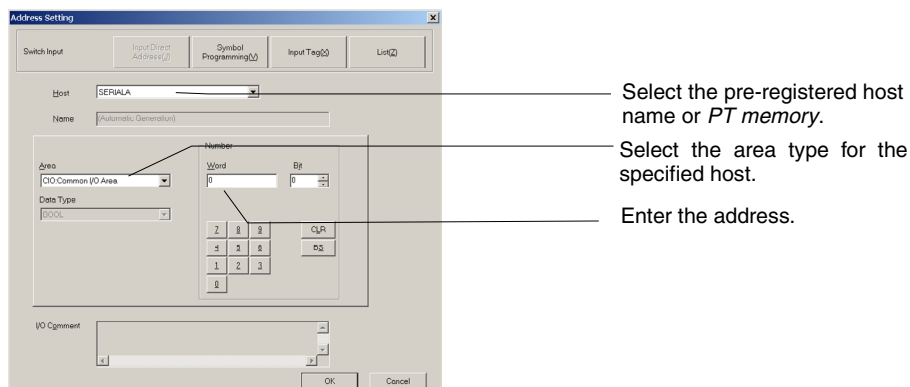 Address Setting
Switch Input
Input Direct Address(J)
Symbol Programming(V)
Input Tag(X)
List(Z)
Host
SERIALA
Name
(Automatic Generation)
Select the pre-registered host name or PT memory.
Number
Area
Word
Bit
CIO:Common I/O Area
0
0
Select the area type for the specified host.
Data Type
BOOL
Enter the address.
7 8 9 CLR
4 5 6 BS
1 2 3
0
I/O Comment
OK
Cancel